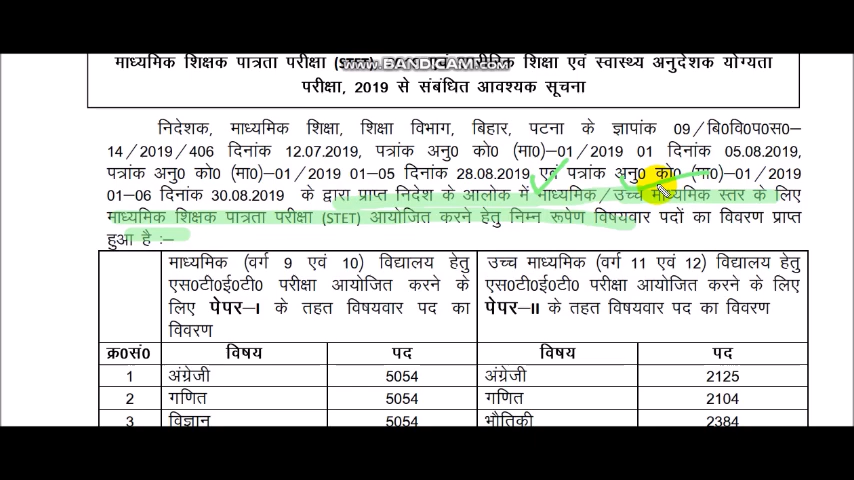 माध्यमिक शिक्षक पात्रता परीक्षा (STET), एवं शारीरिक शिक्षा एवं स्वास्थ्य अनुदेशक योग्यता
www.BANDICAM.com
परीक्षा, 2019 से संबंधित आवश्यक सूचना
निदेशक, माध्यमिक शिक्षा, शिक्षा विभाग, बिहार, पटना के ज्ञापांक 09/बि0वि0प0स0–
14/2019/406 दिनांक 12.07.2019, पत्रांक अनु0 को0 (मा0)–01/2019 01 दिनांक 05.08.2019,
पत्रांक अनु0 को0 (मा0)–01/2019 01–05 दिनांक 28.08.2019 एवं पत्रांक अनु0 को0 (मा0)–01/2019
01–06 दिनांक 30.08.2019 के द्वारा प्राप्त निदेश के आलोक में माध्यमिक/उच्च माध्यमिक स्तर के लिए
माध्यमिक शिक्षक पात्रता परीक्षा (STET) आयोजित करने हेतु निम्न रूपेण विषयवार पदों का विवरण प्राप्त
हुआ है :–
माध्यमिक (वर्ग 9 एवं 10) विद्यालय हेतु
एस0टी0ई0टी0 परीक्षा आयोजित करने के
लिए पेपर–I के तहत विषयवार पद का
विवरण
उच्च माध्यमिक (वर्ग 11 एवं 12) विद्यालय हेतु
एस0टी0ई0टी0 परीक्षा आयोजित करने के लिए
पेपर–II के तहत विषयवार पद का विवरण
क्र0सं0 विषय पद विषय पद
1 अंग्रेजी 5054 अंग्रेजी 2125
2 गणित 5054 गणित 2104
3 विज्ञान 5054 भौतिकी 2384